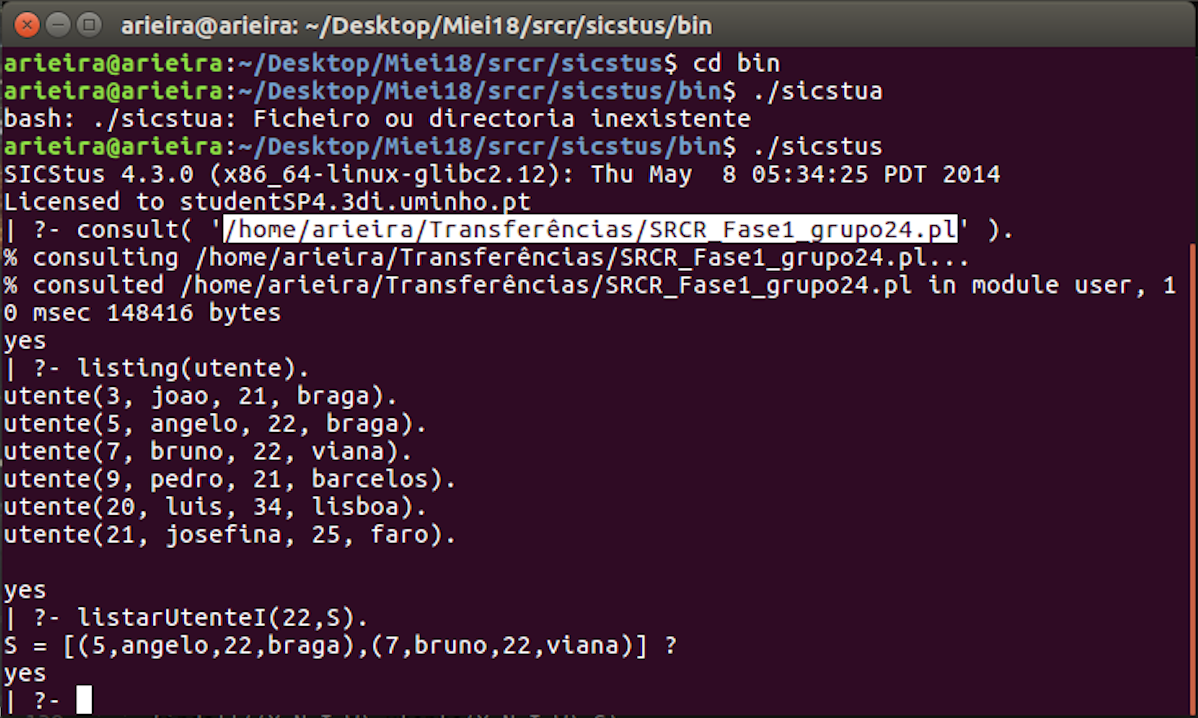 arieira@arieira: ~/Desktop/Miei18/srcr/sicstus/bin
arieira@arieira:~/Desktop/Miei18/srcr/sicstus$ cd bin
arieira@arieira:~/Desktop/Miei18/srcr/sicstus/bin$ ./sicstua
bash: ./sicstua: Ficheiro ou directoria inexistente
arieira@arieira:~/Desktop/Miei18/srcr/sicstus/bin$ ./sicstus
SICStus 4.3.0 (x86_64-linux-glibc2.12): Thu May  8 05:34:25 PDT 2014
Licensed to studentSP4.3di.uminho.pt
| ?- consult( '/home/arieira/Transferências/SRCR_Fase1_grupo24.pl' ).
% consulting /home/arieira/Transferências/SRCR_Fase1_grupo24.pl...
% consulted /home/arieira/Transferências/SRCR_Fase1_grupo24.pl in module user, 1
0 msec 148416 bytes
yes
| ?- listing(utente).
utente(3, joao, 21, braga).
utente(5, angelo, 22, braga).
utente(7, bruno, 22, viana).
utente(9, pedro, 21, barcelos).
utente(20, luis, 34, lisboa).
utente(21, josefina, 25, faro).
yes
| ?- listarUtenteI(22,S).
S = [(5,angelo,22,braga),(7,bruno,22,viana)] ?
yes
| ?-